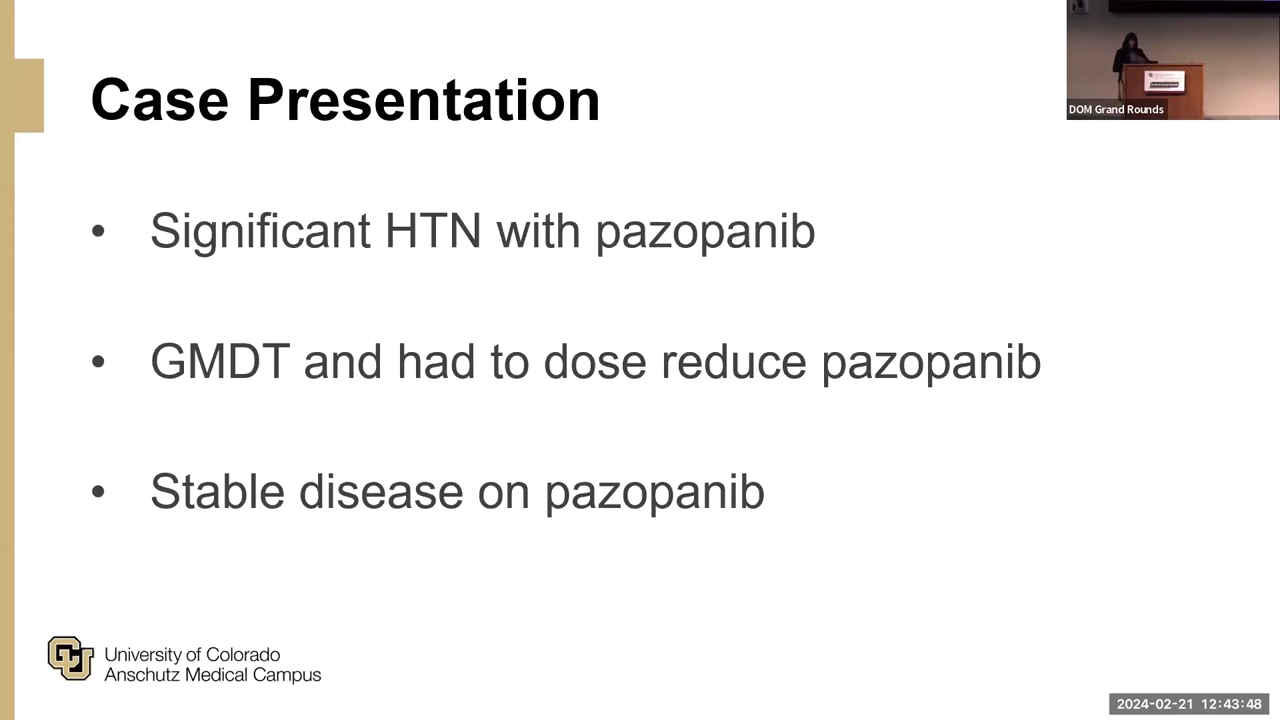 Case Presentation
DOM Grand Rounds
• Significant HTN with pazopanib
• GMDT and had to dose reduce pazopanib
• Stable disease on pazopanib
University of Colorado
Anschutz Medical Campus
2024-02-21 12:43:48